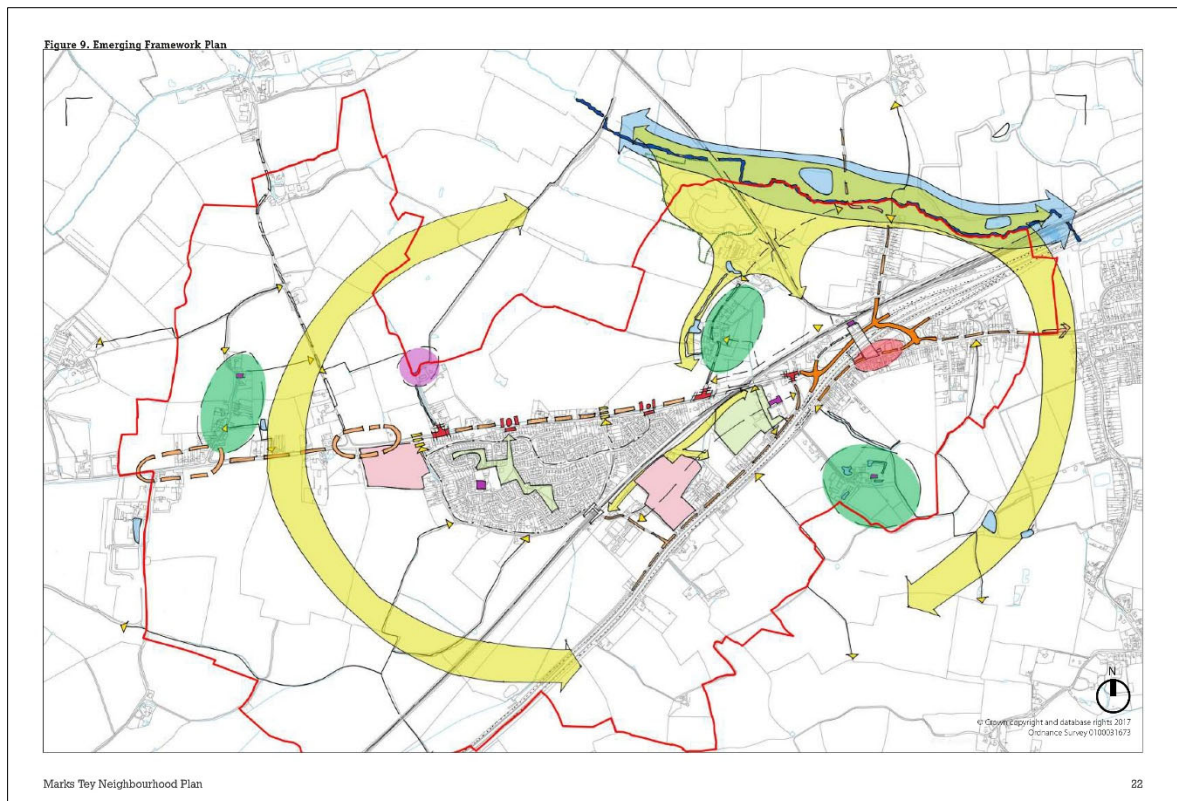 Figure 9. Emerging Framework Plan
N
© Crown copyright and database rights 2017
Ordnance Survey 0100031673
Marks Tey Neighbourhood Plan
22